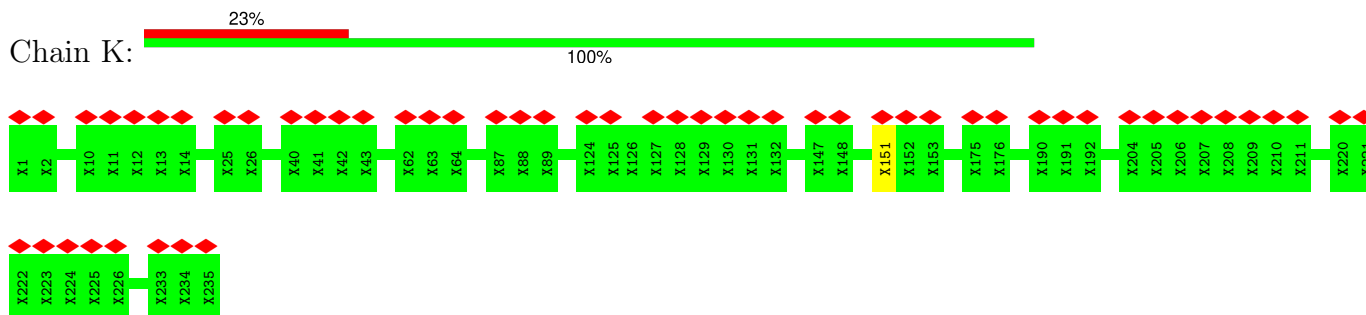 23%
Chain K:
100%
X1 X2 X10 X11 X12 X13 X14 X25 X26 X40 X41 X42 X43 X62 X63 X64 X87 X88 X89 X124 X125 X126 X127 X128 X129 X130 X131 X132 X147 X148 X151 X152 X153 X175 X176 X190 X191 X192 X204 X205 X206 X207 X208 X209 X210 X211 X220 X221
X222 X223 X224 X225 X226 X233 X234 X235